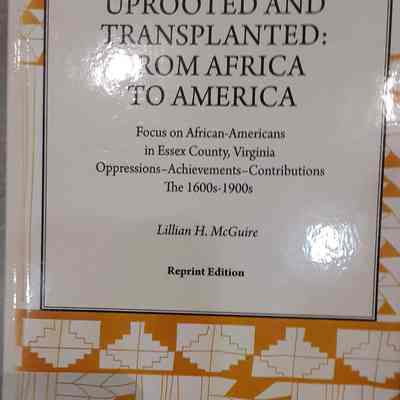 UPROOTED AND
TRANSPLANTED:
FROM AFRICA
TO AMERICA
Focus on African-Americans
in Essex County, Virginia
Oppressions–Achievements–Contributions
The 1600s-1900s
Lillian H. McGuire
Reprint Edition